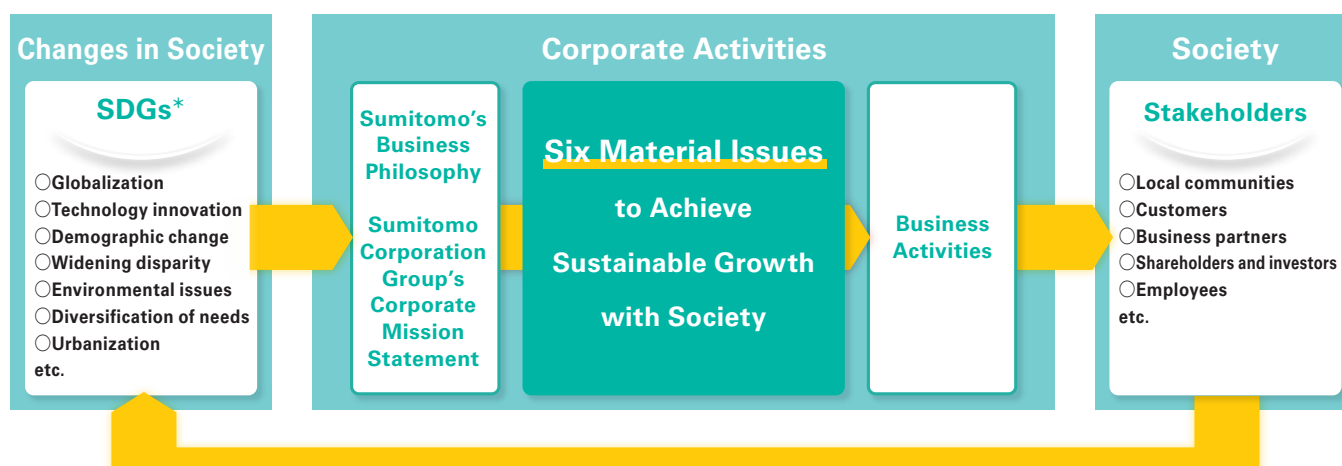 Changes in Society
SDGs*
○Globalization
○Technology innovation
○Demographic change
○Widening disparity
○Environmental issues
○Diversification of needs
○Urbanization
etc.
Corporate Activities
Sumitomo's
Business
Philosophy
Sumitomo
Corporation
Group's
Corporate
Mission
Statement
Six Material Issues
to Achieve
Sustainable Growth
with Society
Business
Activities
Society
Stakeholders
○Local communities
○Customers
○Business partners
○Shareholders and investors
○Employees
etc.